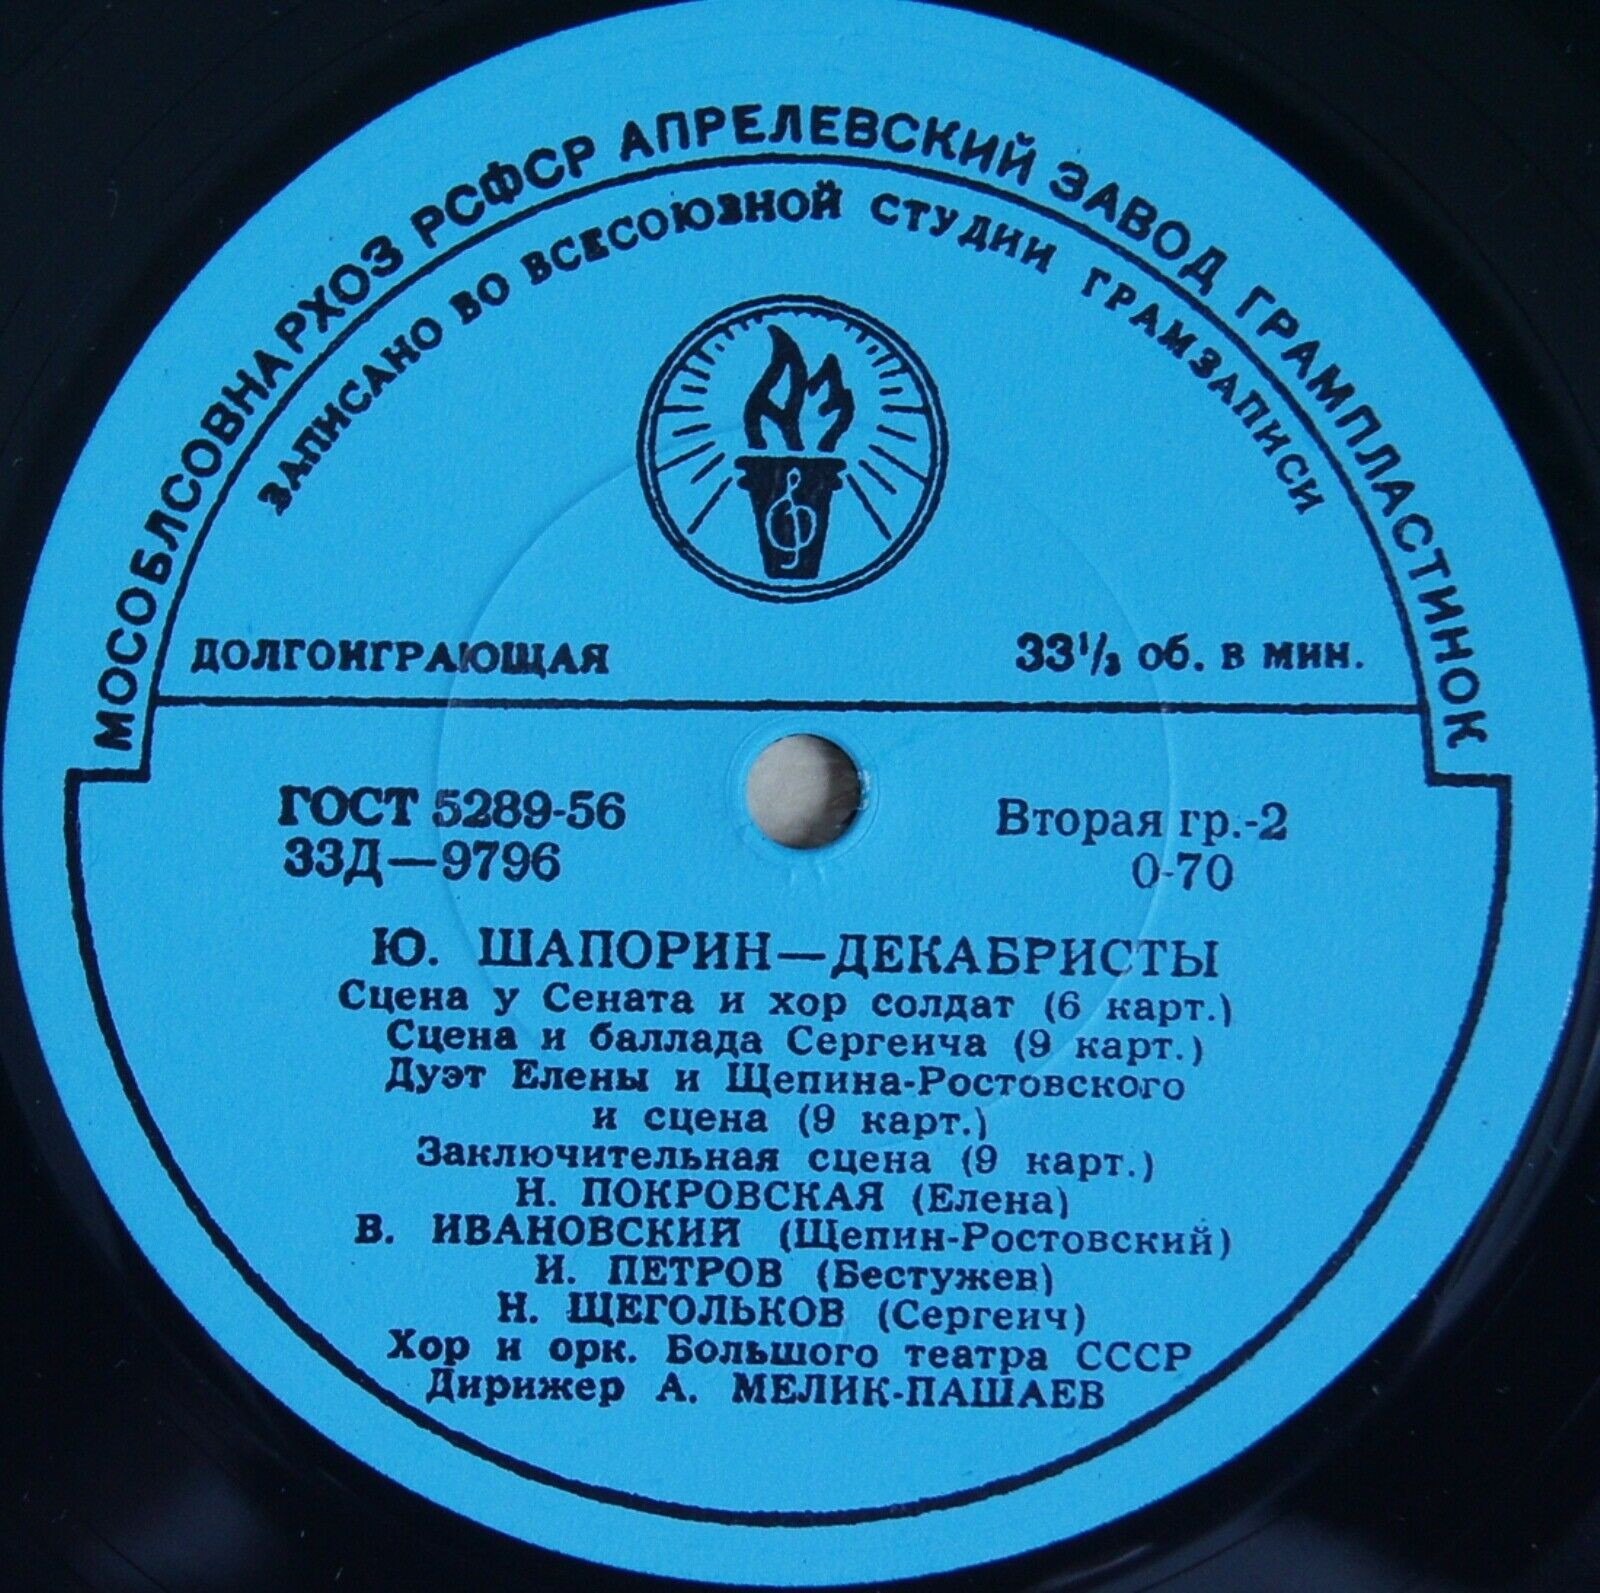 МОСОБЛСОВНАРХОЗ РСФСР АПРЕЛЕВСКИЙ ЗАВОД ГРАМПЛАСТИНОК
ЗАПИСАНО ВО ВСЕСОЮЗНОЙ СТУДИИ ГРАМЗАПИСИ
ДОЛГОИГРАЮЩАЯ
33⅓ об. в мин.
ГОСТ 5289-56
33Д—9796
Вторая гр.-2
0-70
Ю. ШАПОРИН—ДЕКАБРИСТЫ
Сцена у Сената и хор солдат (6 карт.)
Сцена и баллада Сергеича (9 карт.)
Дуэт Елены и Щепина-Ростовского
и сцена (9 карт.)
Заключительная сцена (9 карт.)
Н. ПОКРОВСКАЯ (Елена)
В. ИВАНОВСКИЙ (Щепин-Ростовский)
И. ПЕТРОВ (Бестужев)
Н. ЩЕГОЛЬКОВ (Сергеич)
Хор и орк. Большого театра СССР
Дирижер А. МЕЛИК-ПАШАЕВ